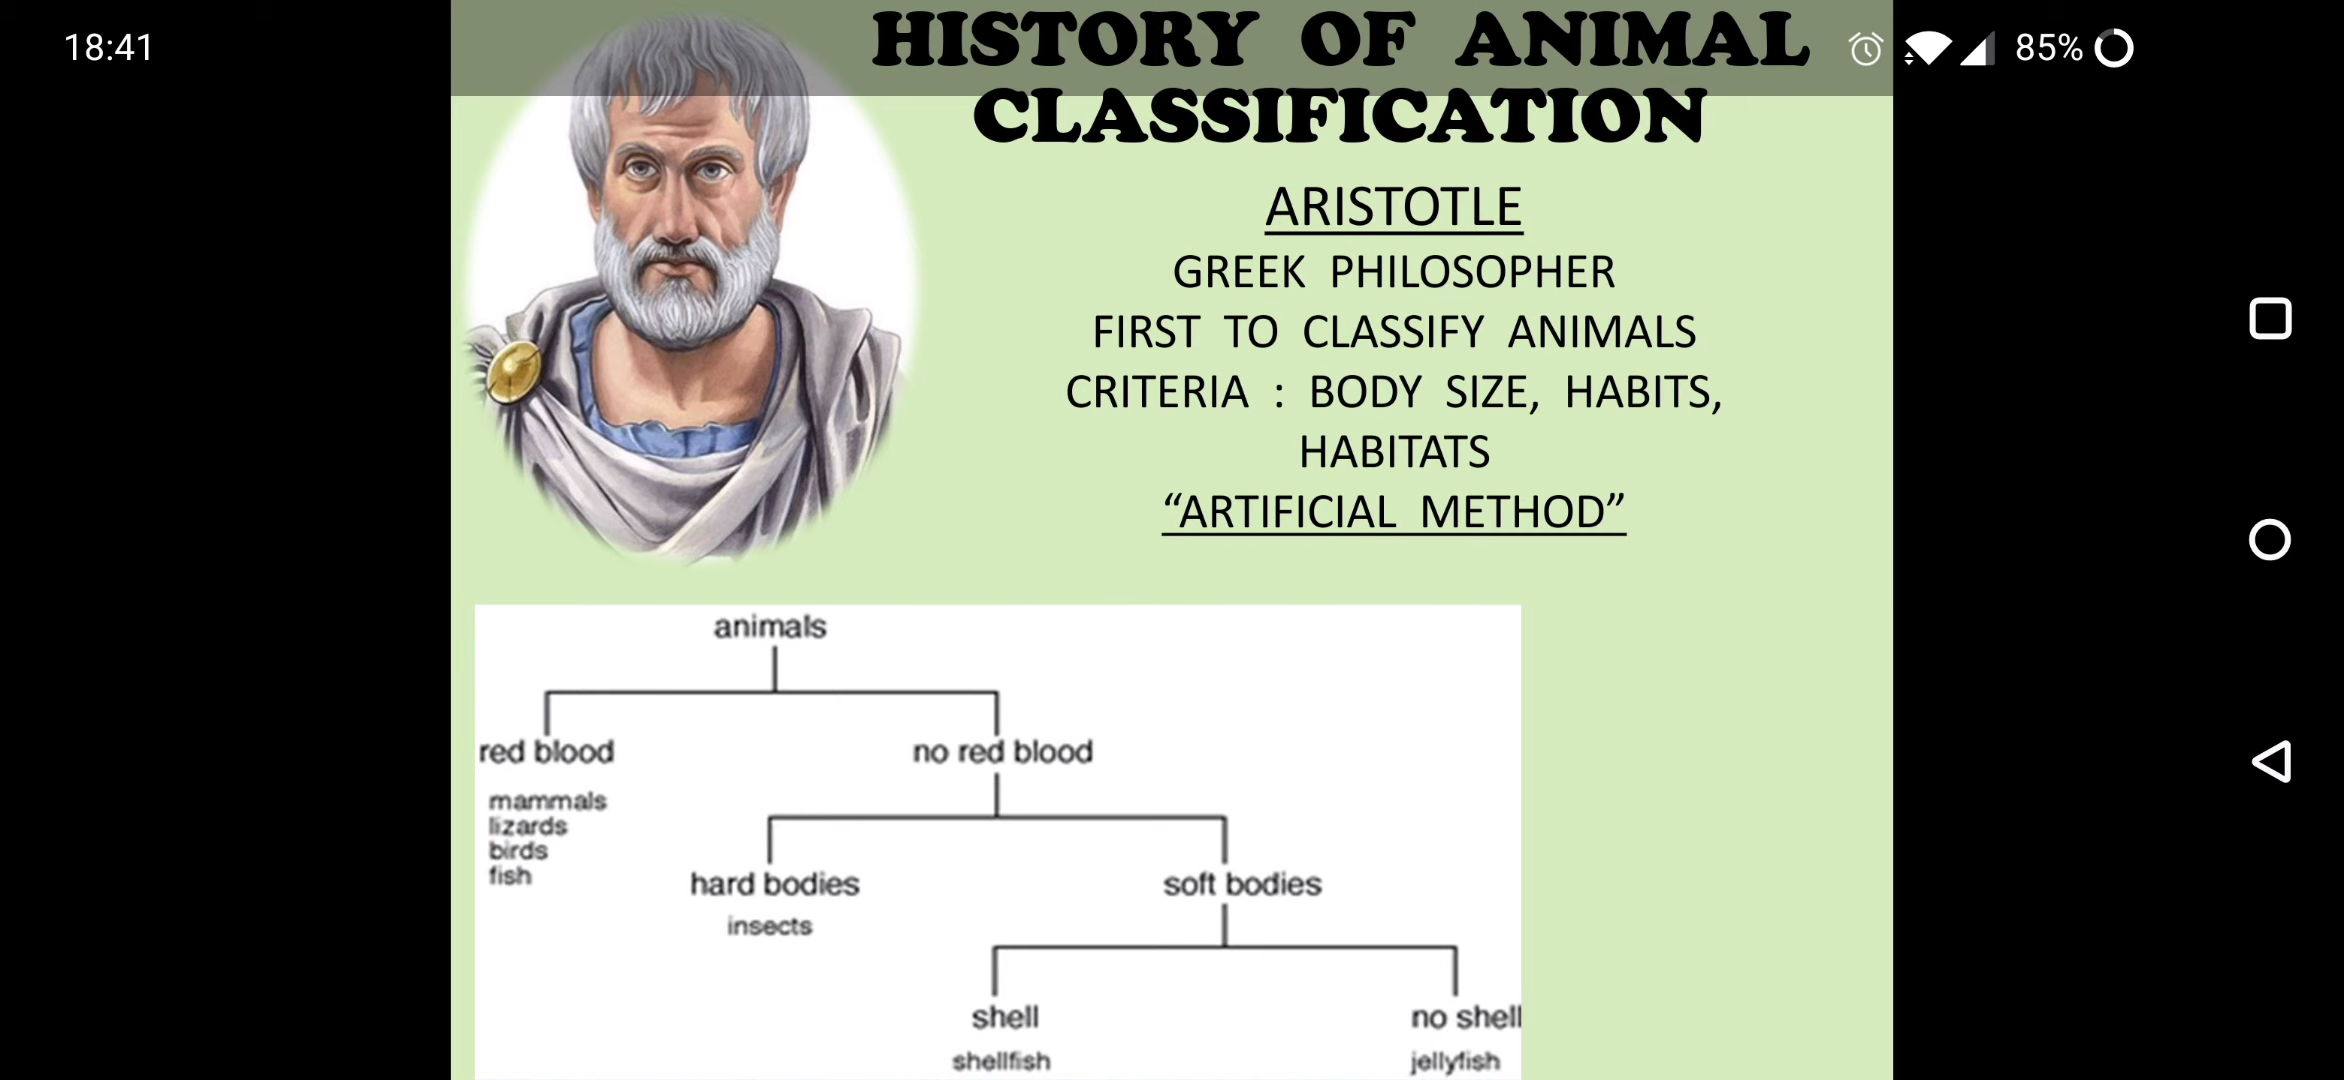 18:41
85%
HISTORY OF ANIMAL
CLASSIFICATION
ARISTOTLE
GREEK PHILOSOPHER
FIRST TO CLASSIFY ANIMALS
CRITERIA : BODY SIZE, HABITS,
HABITATS
“ARTIFICIAL METHOD”
animals
red blood
no red blood
mammals
lizards
birds
fish
hard bodies
soft bodies
insects
shell
no shell
shellfish
jellyfish